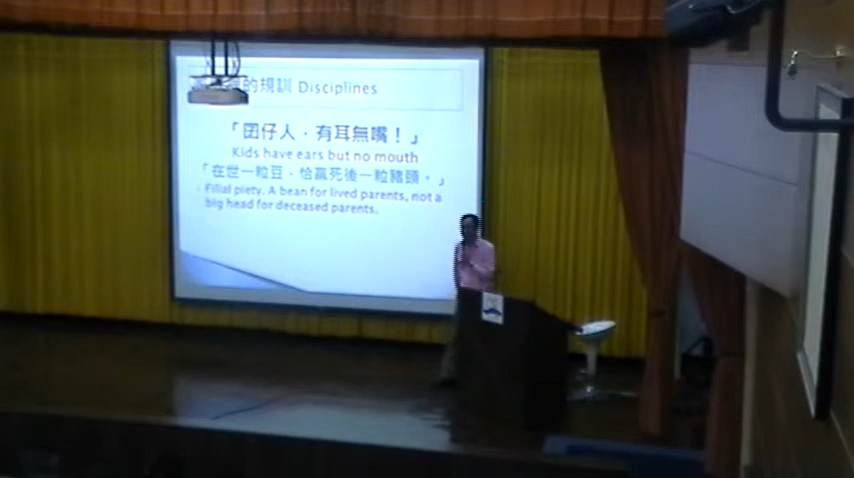 的規訓 Disciplines
「囝仔人，有耳無嘴！」
Kids have ears but no mouth
「在世一粒豆，恰贏死後一粒豬頭。」
Filial piety. A bean for lived parents, not a
big head for deceased parents.